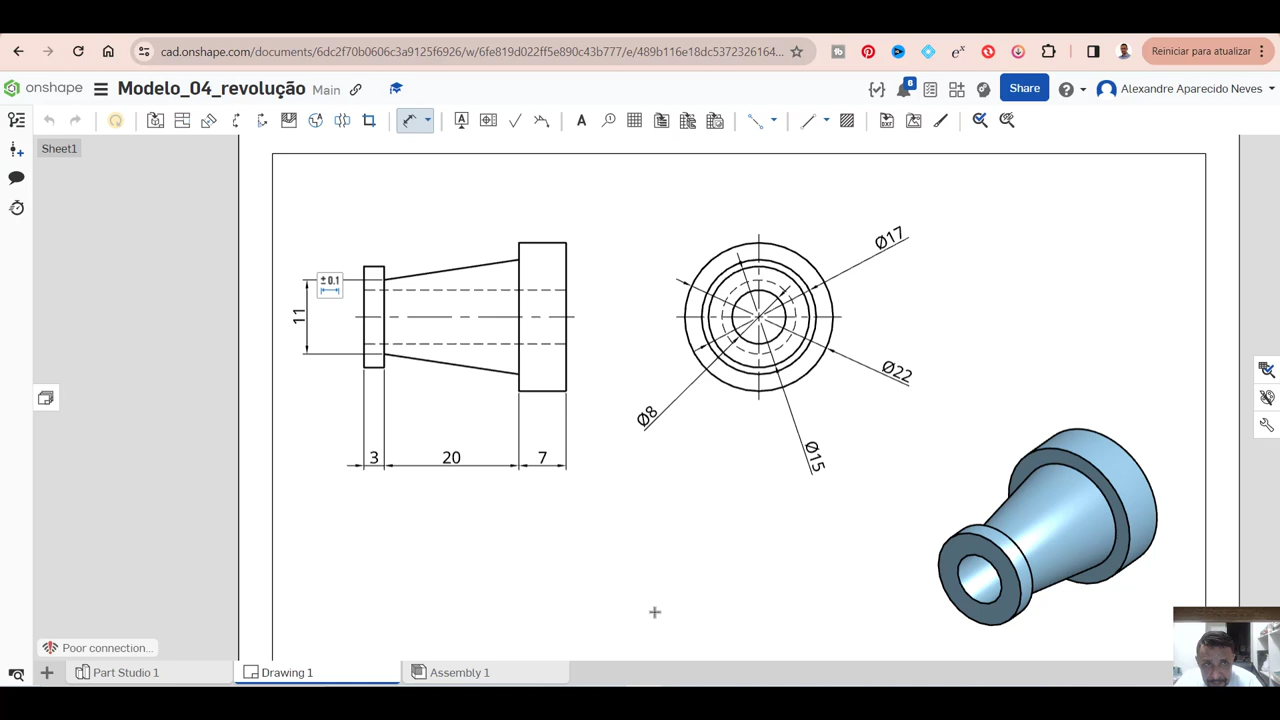 cad.onshape.com/documents/6dc2f70b0606c3a9125f6926/w/6fe819d022ff5e890c43b777/e/489b116e18dc5372326164...
Reiniciar para atualizar
onshape
Modelo_04_revolução
Main
6
Share
Alexandre Aparecido Neves
Sheet1
± 0.1
11
3
20
7
Ø17
Ø22
Ø8
Ø15
Poor connection...
Part Studio 1
Drawing 1
Assembly 1